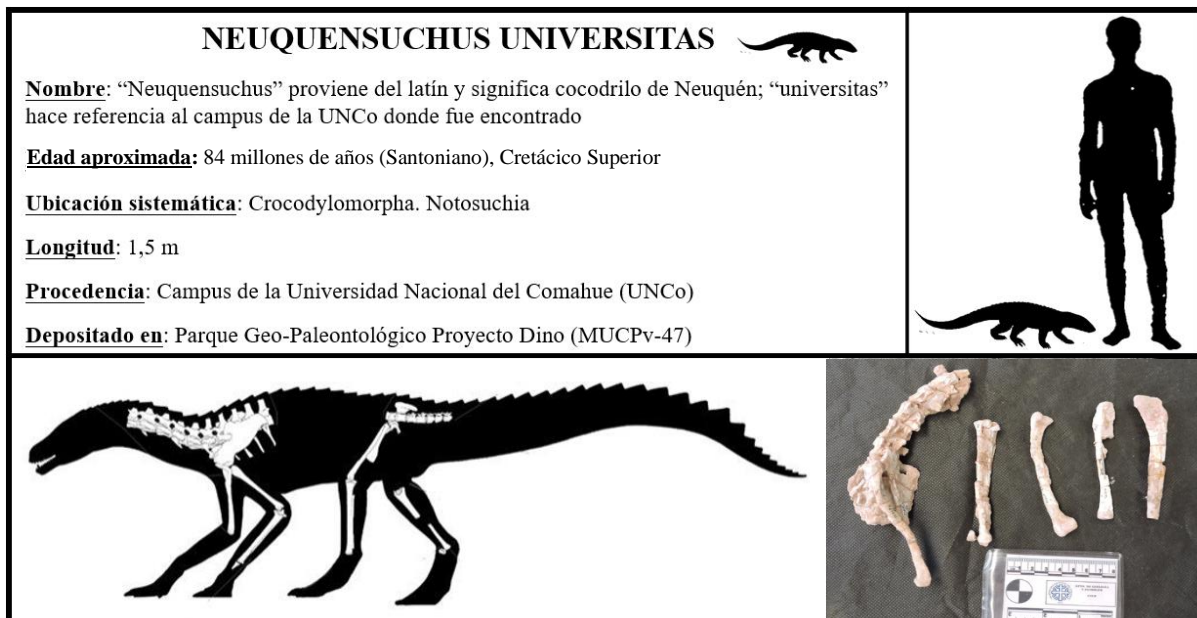 NEUQUENSUCHUS UNIVERSITAS
Nombre: “Neuquensuchus” proviene del latín y significa cocodrilo de Neuquén; “universitas”
hace referencia al campus de la UNCo donde fue encontrado
Edad aproximada: 84 millones de años (Santoniano), Cretácico Superior
Ubicación sistemática: Crocodylomorpha. Notosuchia
Longitud: 1,5 m
Procedencia: Campus de la Universidad Nacional del Comahue (UNCo)
Depositado en: Parque Geo-Paleontológico Proyecto Dino (MUCPv-47)